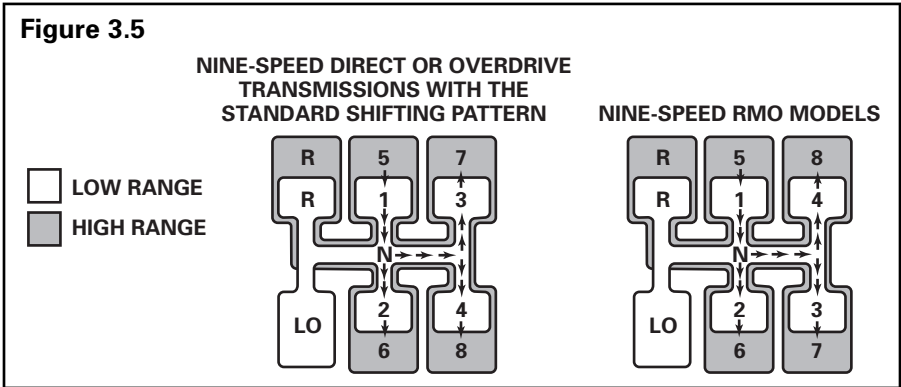 Figure 3.5
NINE-SPEED DIRECT OR OVERDRIVE
TRANSMISSIONS WITH THE
STANDARD SHIFTING PATTERN
NINE-SPEED RMO MODELS
LOW RANGE
HIGH RANGE
R 5 7
R 1 3
N
2 4
LO
6 8
R 5 8
R 1 4
N
2 3
LO
6 7